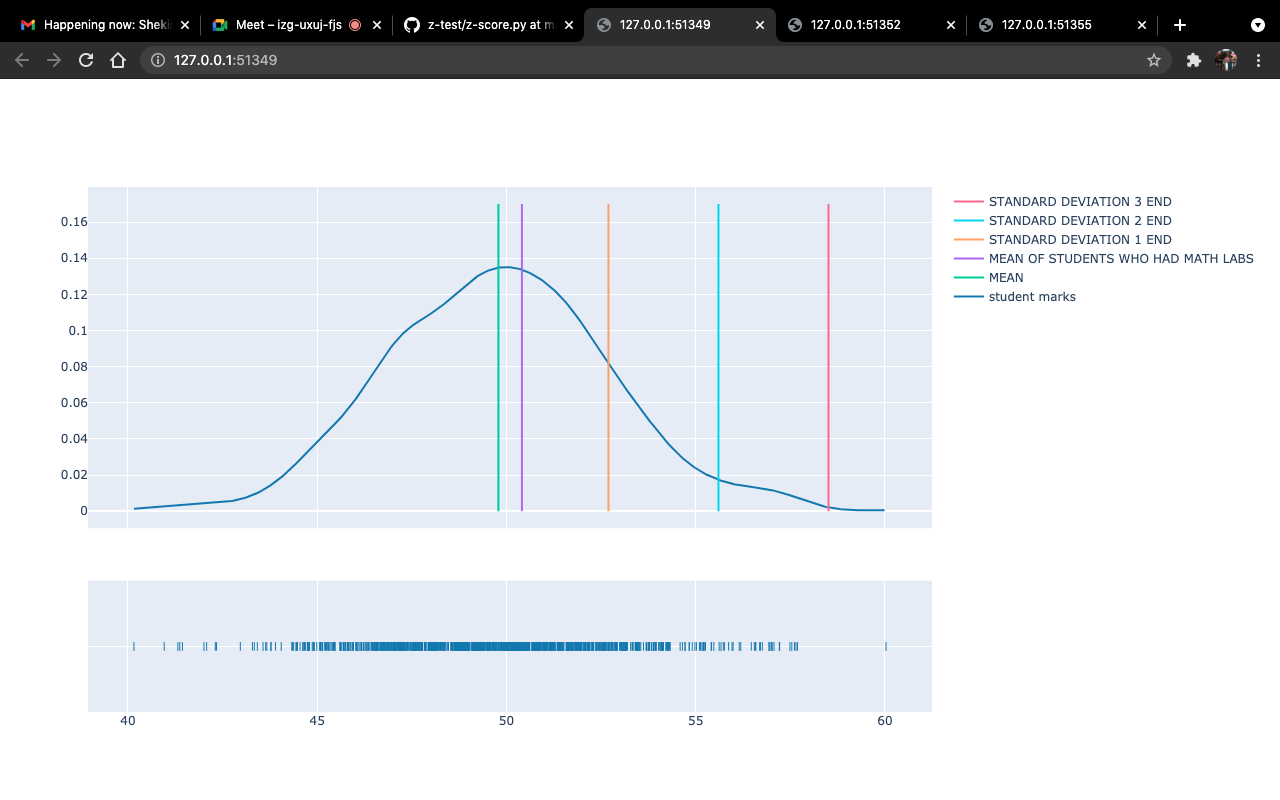 Happening now: Sheki
Meet – izg-uxuj-fjs
z-test/z-score.py at m
127.0.0.1:51349
127.0.0.1:51352
127.0.0.1:51355
127.0.0.1:51349
STANDARD DEVIATION 3 END
STANDARD DEVIATION 2 END
STANDARD DEVIATION 1 END
MEAN OF STUDENTS WHO HAD MATH LABS
MEAN
student marks
0.16
0.14
0.12
0.1
0.08
0.06
0.04
0.02
0
40
45
50
55
60